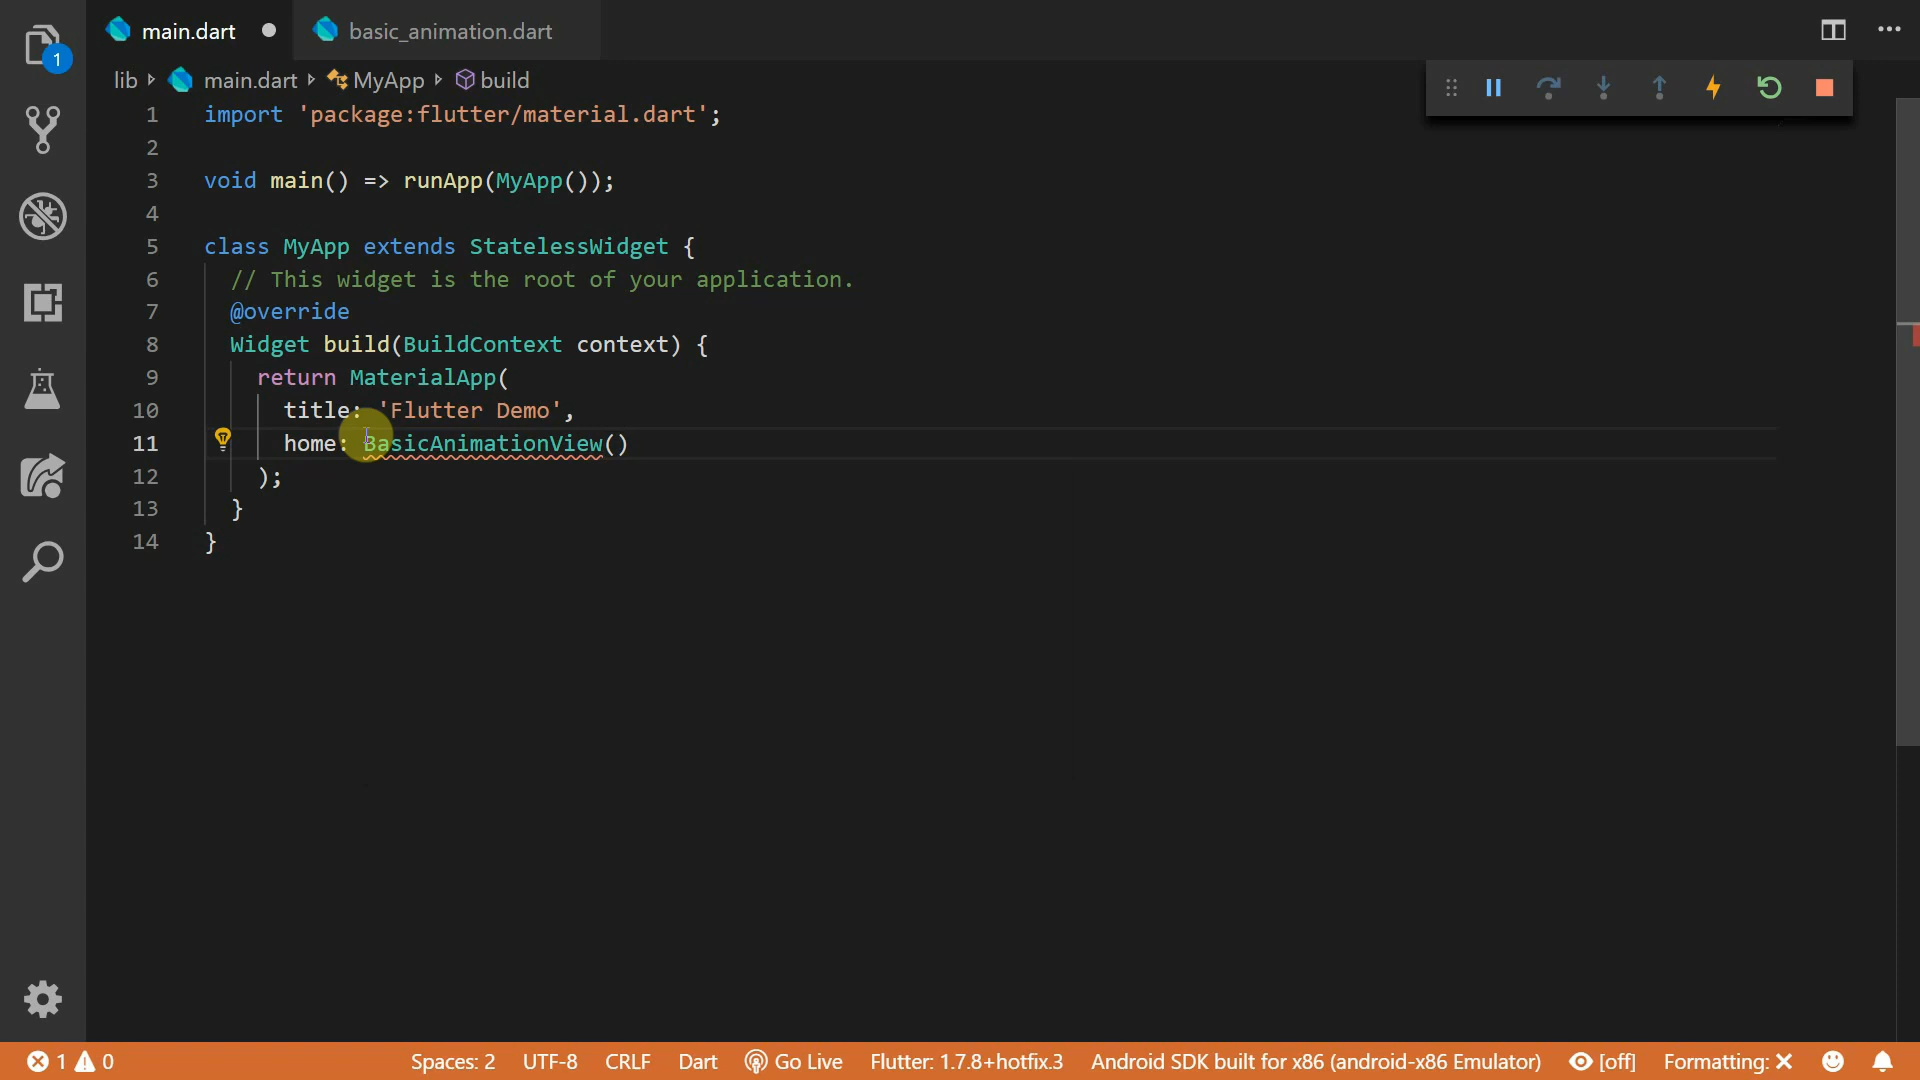 main.dart
basic_animation.dart
lib main.dart MyApp build
1
1 import 'package:flutter/material.dart';
2
3 void main() => runApp(MyApp());
4
5 class MyApp extends StatelessWidget {
6 // This widget is the root of your application.
7 @override
8 Widget build(BuildContext context) {
9 return MaterialApp(
10 title: 'Flutter Demo',
11 home: BasicAnimationView()
12 );
13 }
14 }
1 0 Spaces: 2 UTF-8 CRLF Dart Go Live Flutter: 1.7.8+hotfix.3 Android SDK built for x86 (android-x86 Emulator) [off] Formatting: ✕